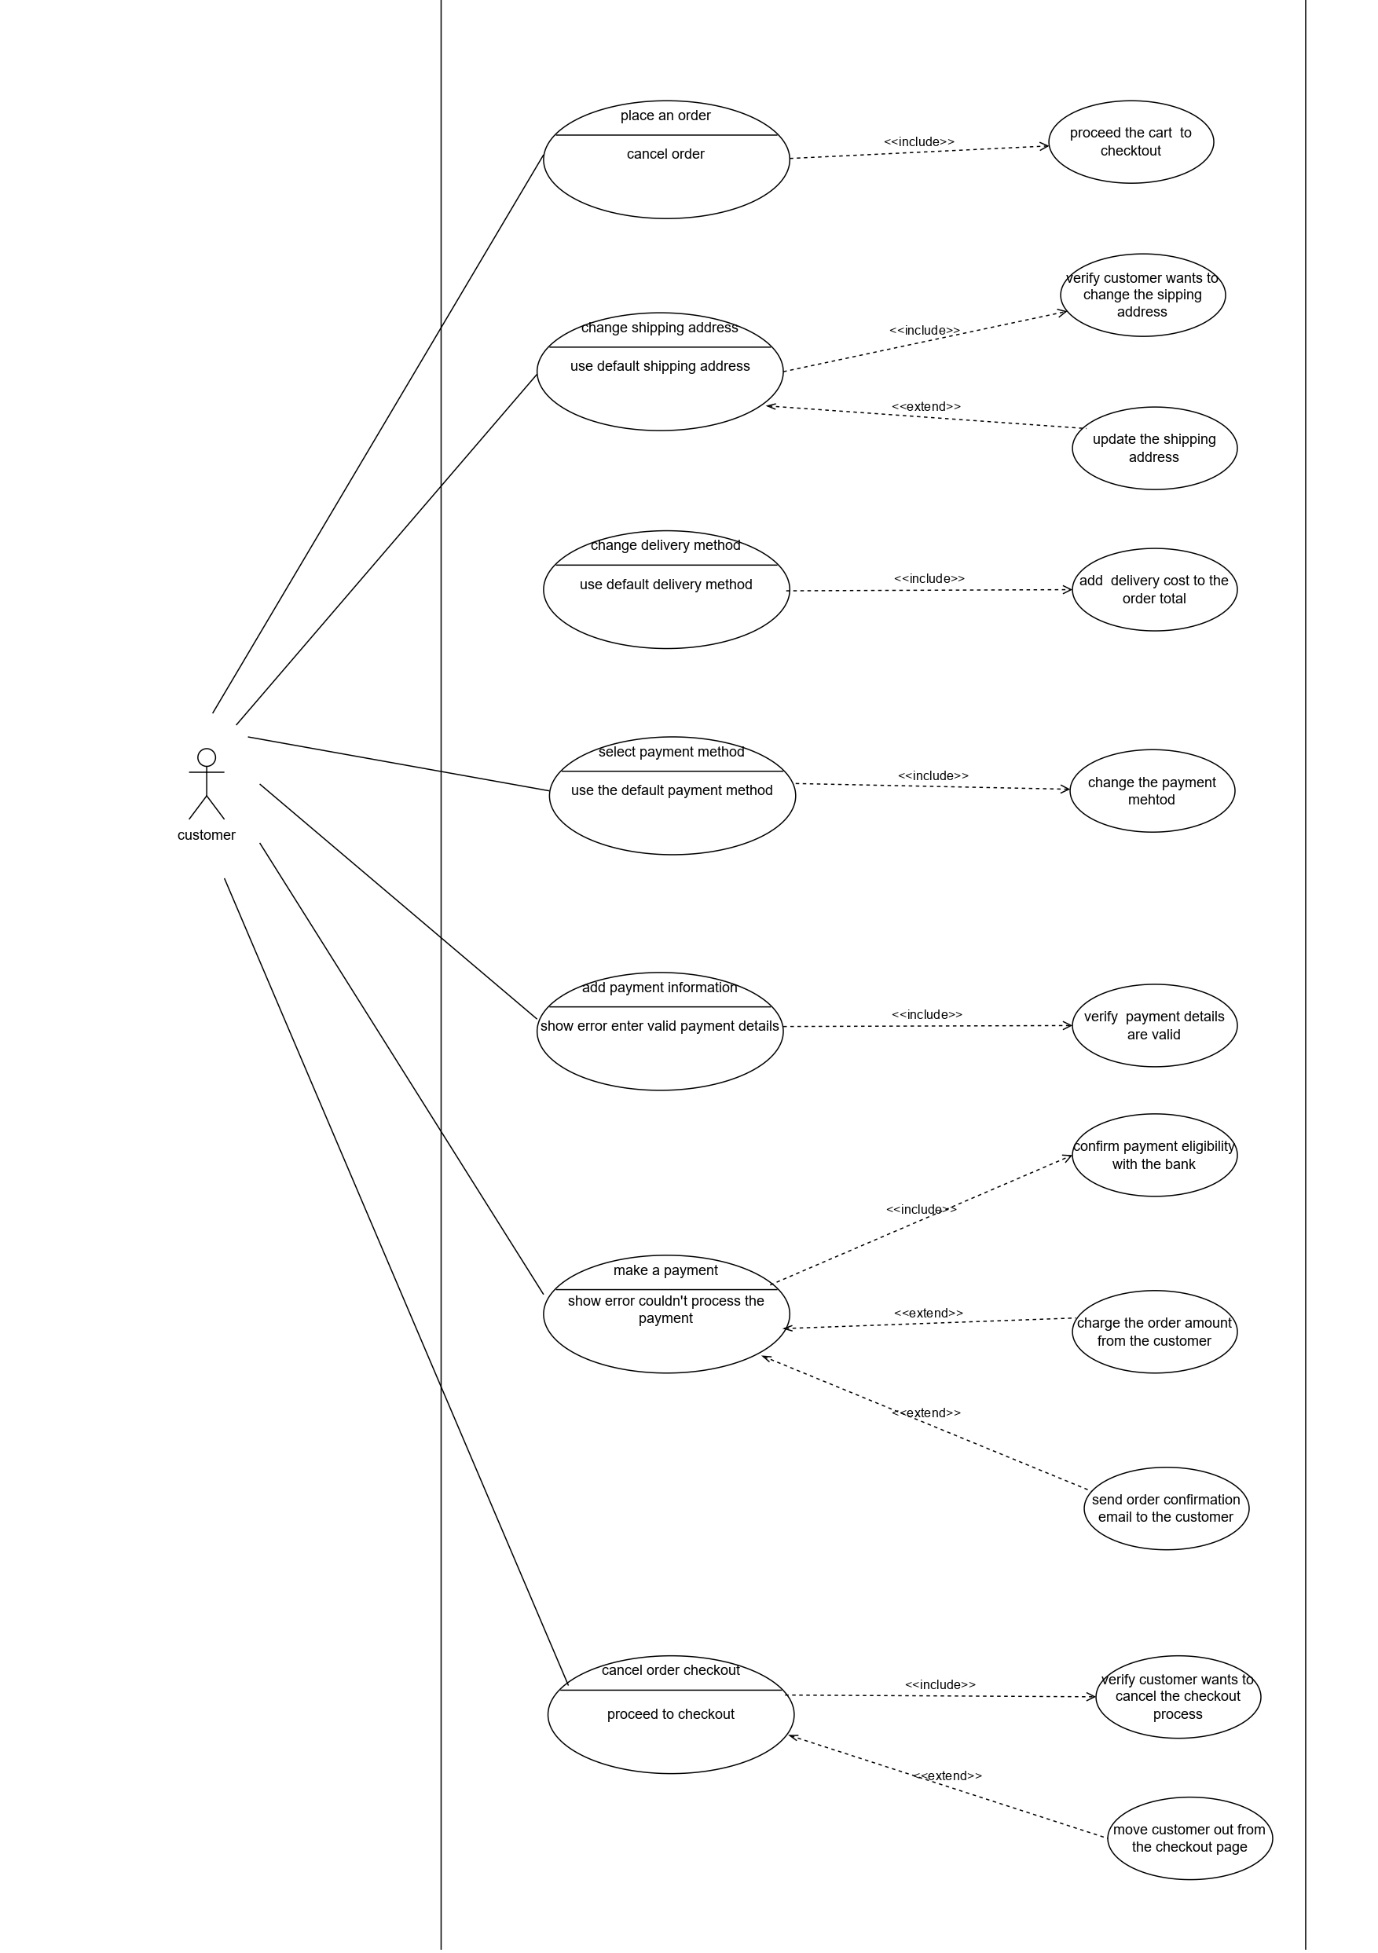 place an order
cancel order
<<include>>
proceed the cart  to
checktout
verify customer wants to
change the sipping
address
change shipping address
use default shipping address
<<include>>
<<extend>>
update the shipping
address
change delivery method
use default delivery method
<<include>>
add  delivery cost to the
order total
select payment method
use the default payment method
<<include>>
change the payment
mehtod
customer
add payment information
show error enter valid payment details
<<include>>
verify  payment details
are valid
confirm payment eligibility
with the bank
<<include>>
make a payment
show error couldn't process the
payment
<<extend>>
charge the order amount
from the customer
<<extend>>
send order confirmation
email to the customer
cancel order checkout
proceed to checkout
<<include>>
verify customer wants to
cancel the checkout
process
<<extend>>
move customer out from
the checkout page